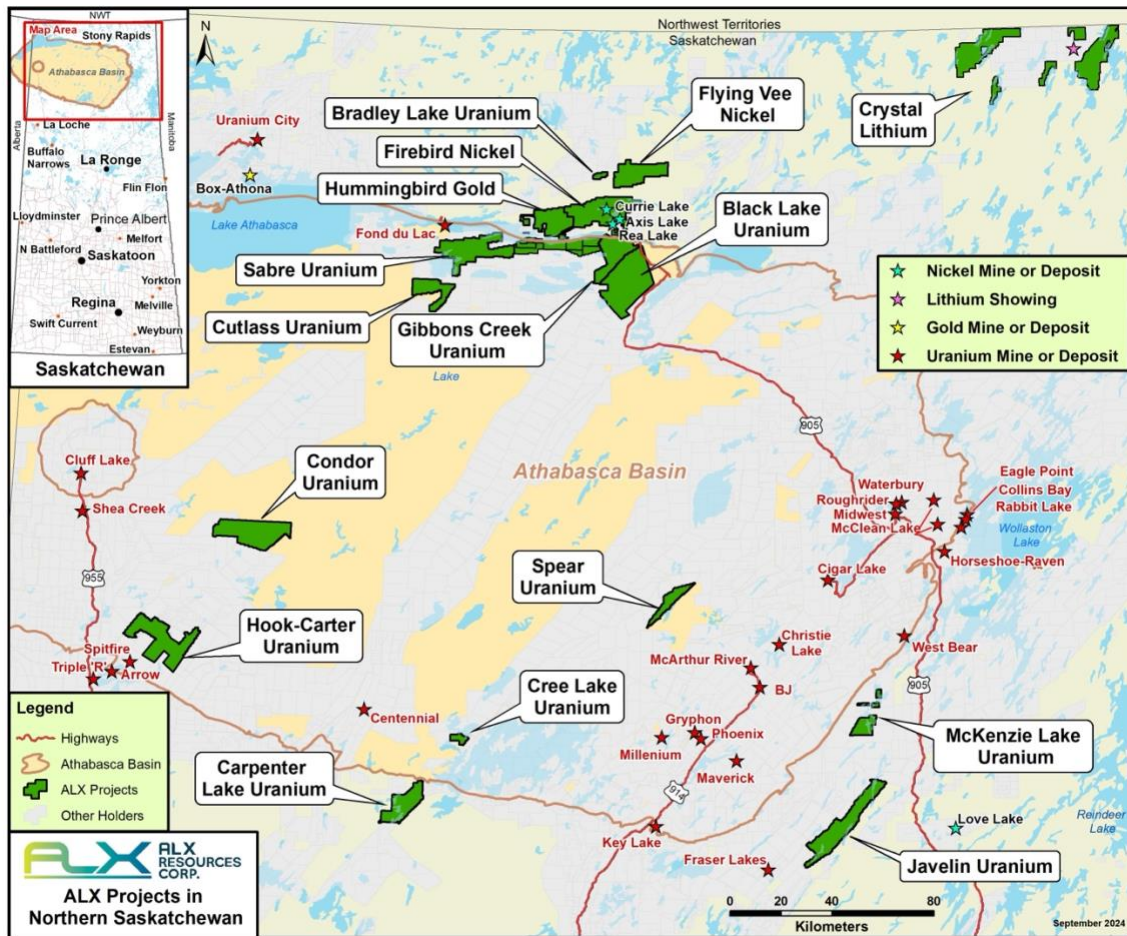 NWT
Map Area
Stony Rapids
Athabasca Basin
Alberta
Manitoba
La Loche
Buffalo
Narrows
La Ronge
Flin Flon
Lloydminster
Prince Albert
N Battleford
Melfort
Saskatoon
Yorkton
Regina
Melville
Swift Current
Weyburn
Estevan
Saskatchewan
N
Northwest Territories
Saskatchewan
Crystal
Lithium
Bradley Lake Uranium
Flying Vee
Nickel
Uranium City
Firebird Nickel
Box-Athona
Hummingbird Gold
Currie Lake
Axis Lake
Rea Lake
Black Lake
Uranium
Lake Athabasca
Fond du Lac
Sabre Uranium
Cutlass Uranium
Gibbons Creek
Uranium
Lake
Nickel Mine or Deposit
Lithium Showing
Gold Mine or Deposit
Uranium Mine or Deposit
905
Athabasca Basin
Cluff Lake
Shea Creek
Condor
Uranium
955
Waterbury
Roughrider
Midwest
McClean Lake
Eagle Point
Collins Bay
Rabbit Lake
Wollaston
Lake
Horseshoe-Raven
Cigar Lake
Spear
Uranium
Hook-Carter
Uranium
Spitfire
Triple 'R'
Arrow
Christie
Lake
West Bear
McArthur River
BJ
905
Centennial
Cree Lake
Uranium
Gryphon
Phoenix
Millenium
Maverick
McKenzie Lake
Uranium
Carpenter
Lake Uranium
914
Key Lake
Fraser Lakes
Love Lake
Reindeer
Lake
Javelin Uranium
Legend
Highways
Athabasca Basin
ALX Projects
Other Holders
ALX
ALX
RESOURCES
CORP.
ALX Projects in
Northern Saskatchewan
0 20 40 80
Kilometers
September 2024